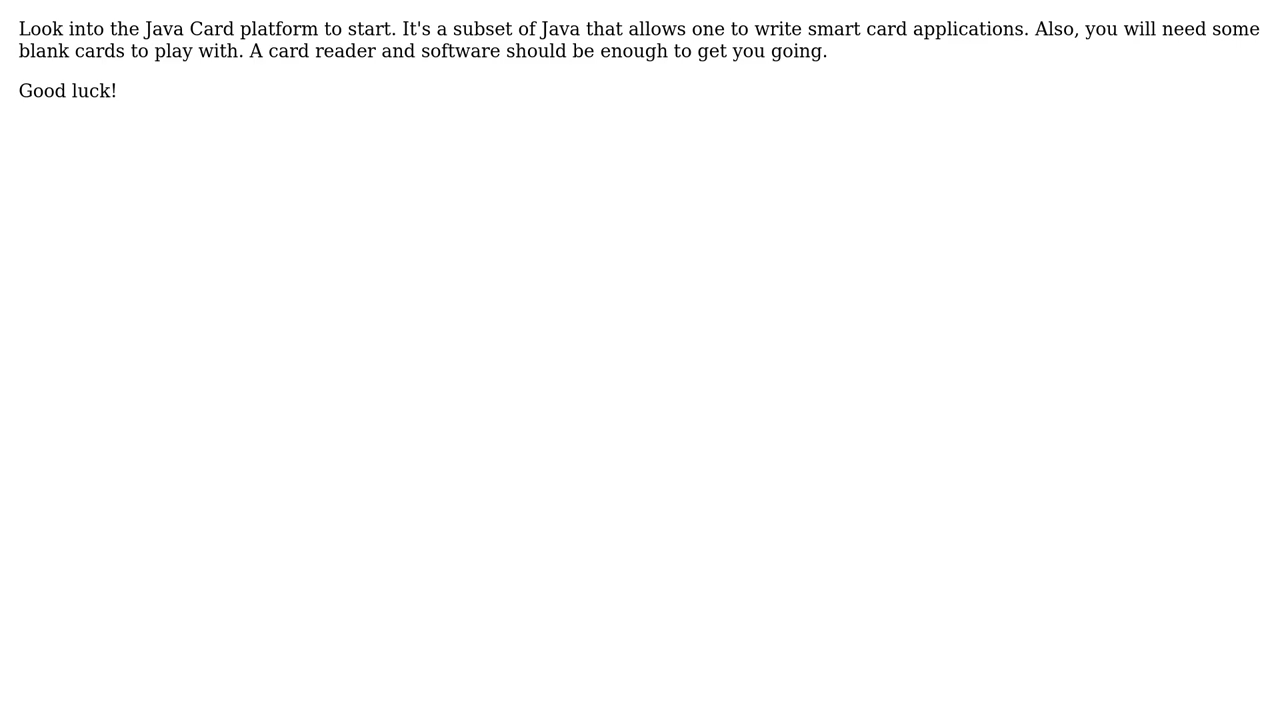 Look into the Java Card platform to start. It's a subset of Java that allows one to write smart card applications. Also, you will need some
blank cards to play with. A card reader and software should be enough to get you going.
Good luck!